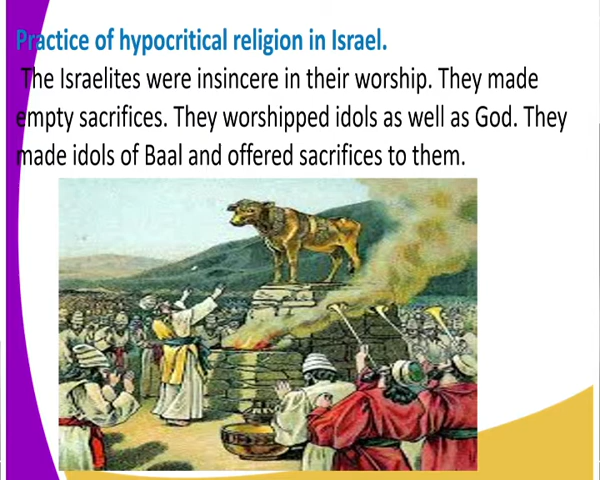 Practice of hypocritical religion in Israel.
The Israelites were insincere in their worship. They made
empty sacrifices. They worshipped idols as well as God. They
made idols of Baal and offered sacrifices to them.